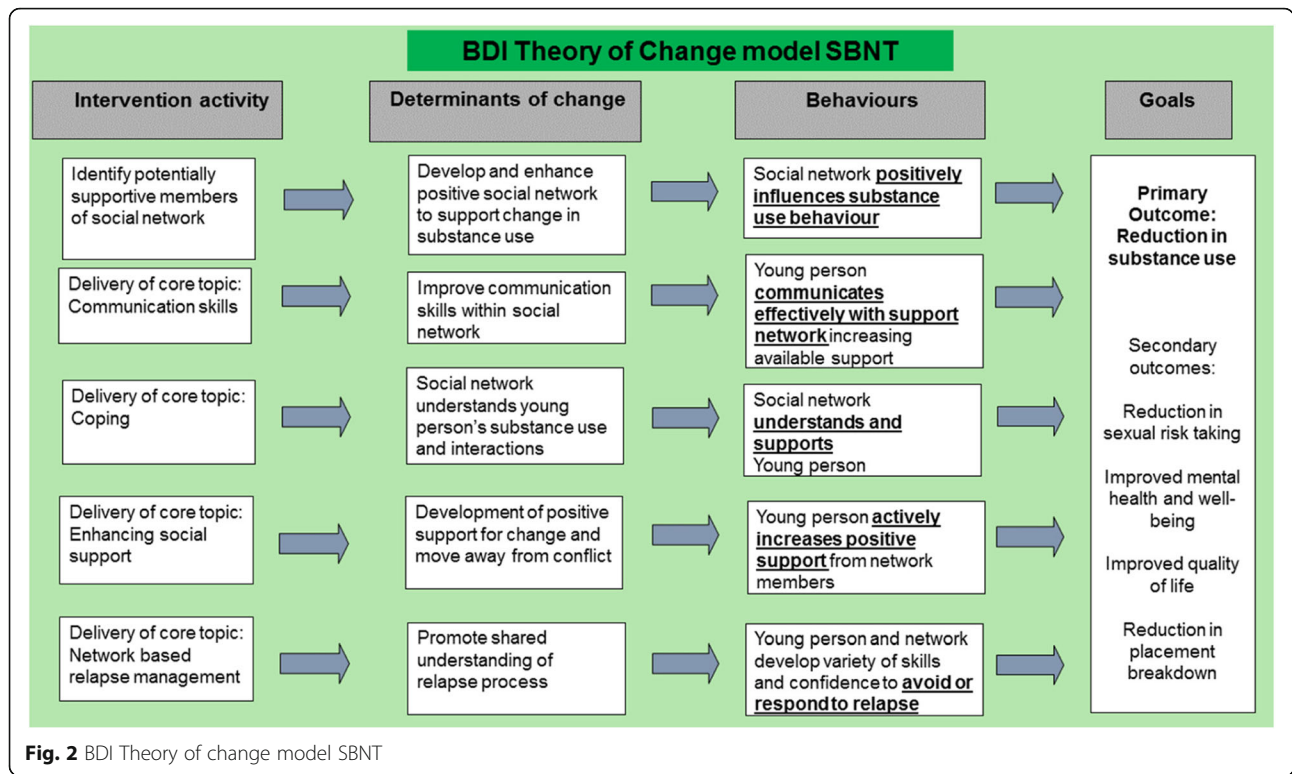 BDI Theory of Change model SBNT
Intervention activity
Determinants of change
Behaviours
Goals
Identify potentially
supportive members
of social network
Develop and enhance
positive social network
to support change in
substance use
Social network positively
influences substance
use behaviour
Delivery of core topic:
Communication skills
Improve communication
skills within social
network
Young person
communicates
effectively with support
network increasing
available support
Delivery of core topic:
Coping
Social network
understands young
person's substance use
and interactions
Social network
understands and
supports
Young person
Delivery of core topic:
Enhancing social
support
Development of positive
support for change and
move away from conflict
Young person actively
increases positive
support from network
members
Delivery of core topic:
Network based
relapse management
Promote shared
understanding of
relapse process
Young person and network
develop variety of skills
and confidence to avoid or
respond to relapse
Primary
Outcome:
Reduction in
substance use
Secondary
outcomes:
Reduction in
sexual risk taking
Improved mental
health and well-
being
Improved quality
of life
Reduction in
placement
breakdown
Fig. 2 BDI Theory of change model SBNT